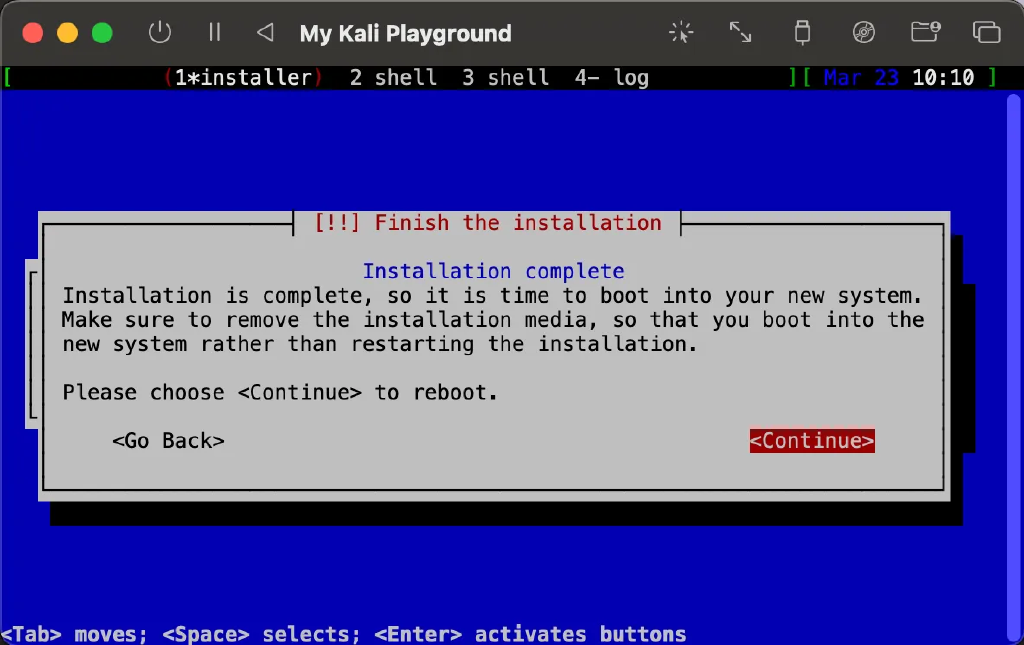 My Kali Playground
[ (1*installer) 2 shell 3 shell 4- log ][ Mar 23 10:10 ]
[!!] Finish the installation
Installation complete
Installation is complete, so it is time to boot into your new system.
Make sure to remove the installation media, so that you boot into the
new system rather than restarting the installation.
Please choose <Continue> to reboot.
<Go Back> <Continue>
<Tab> moves; <Space> selects; <Enter> activates buttons